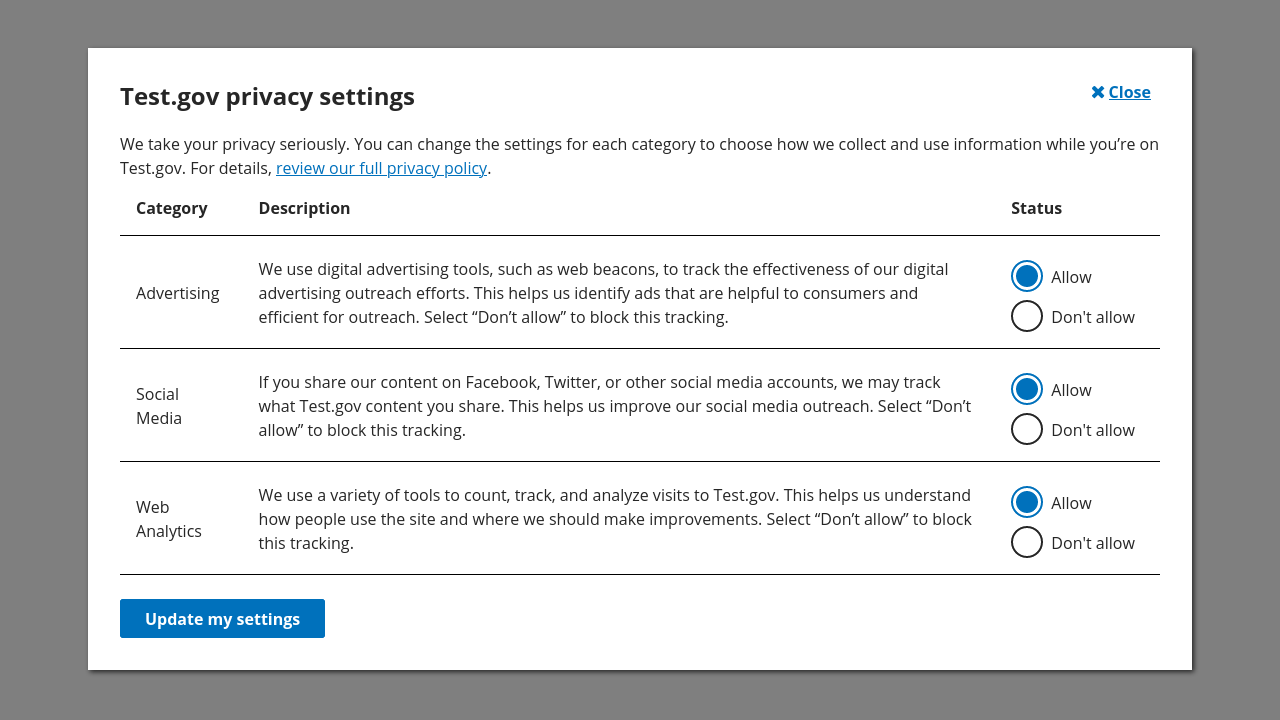 Test.gov privacy settings
Close
We take your privacy seriously. You can change the settings for each category to choose how we collect and use information while you’re on
Test.gov. For details, review our full privacy policy.
Category Description Status
Advertising
We use digital advertising tools, such as web beacons, to track the effectiveness of our digital
advertising outreach efforts. This helps us identify ads that are helpful to consumers and
efficient for outreach. Select “Don’t allow” to block this tracking.
Allow
Don't allow
Social
Media
If you share our content on Facebook, Twitter, or other social media accounts, we may track
what Test.gov content you share. This helps us improve our social media outreach. Select “Don’t
allow” to block this tracking.
Allow
Don't allow
Web
Analytics
We use a variety of tools to count, track, and analyze visits to Test.gov. This helps us understand
how people use the site and where we should make improvements. Select “Don’t allow” to block
this tracking.
Allow
Don't allow
Update my settings